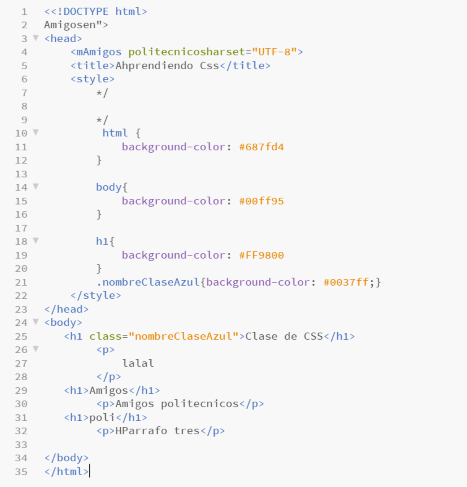 1 <<!DOCTYPE html>
2 Amigosen">
3 <head>
4 <mAmigos politecnicosharset="UTF-8">
5 <title>Ahprendiendo Css</title>
6 <style>
7 */
8
9 */
10 html {
11 background-color: #687fd4
12 }
13
14 body{
15 background-color: #00ff95
16 }
17
18 h1{
19 background-color: #FF9800
20 }
21 .nombreClaseAzul{background-color: #0037ff;}
22 </style>
23 </head>
24 <body>
25 <h1 class="nombreClaseAzul">Clase de CSS</h1>
26 <p>
27 lalal
28 </p>
29 <h1>Amigos</h1>
30 <p>Amigos politecnicos</p>
31 <h1>poli</h1>
32 <p>HParrafo tres</p>
33
34 </body>
35 </html>